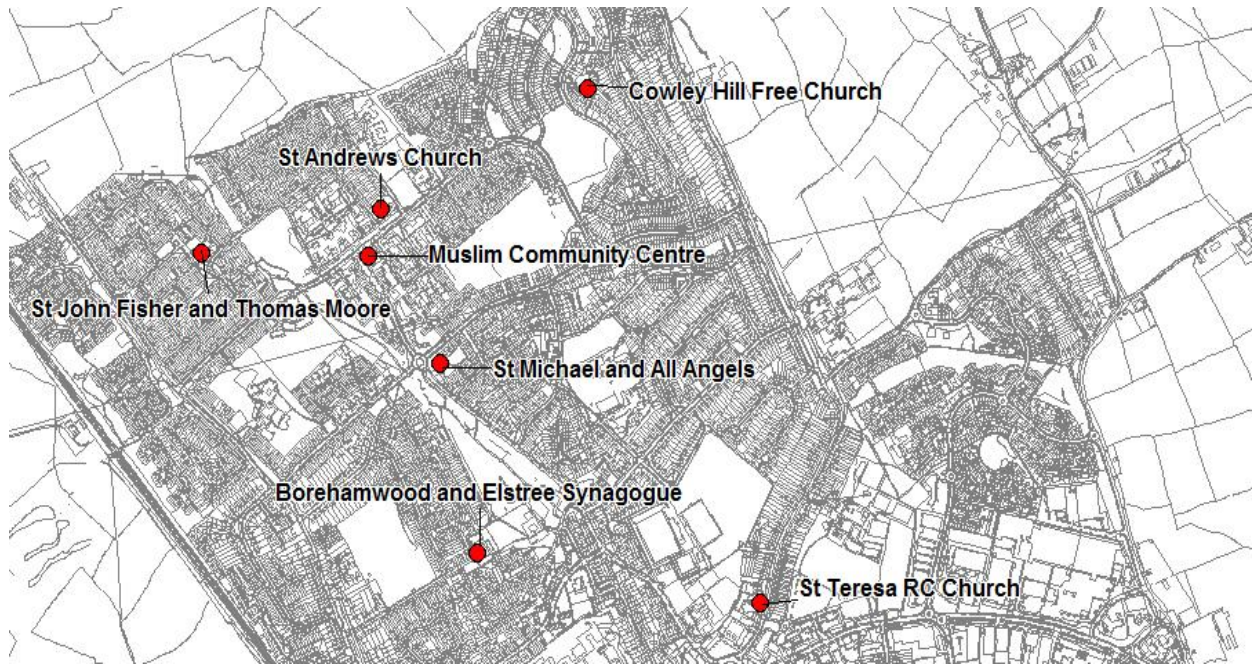 Cowley Hill Free Church
St Andrews Church
Muslim Community Centre
St John Fisher and Thomas Moore
St Michael and All Angels
Borehamwood and Elstree Synagogue
St Teresa RC Church